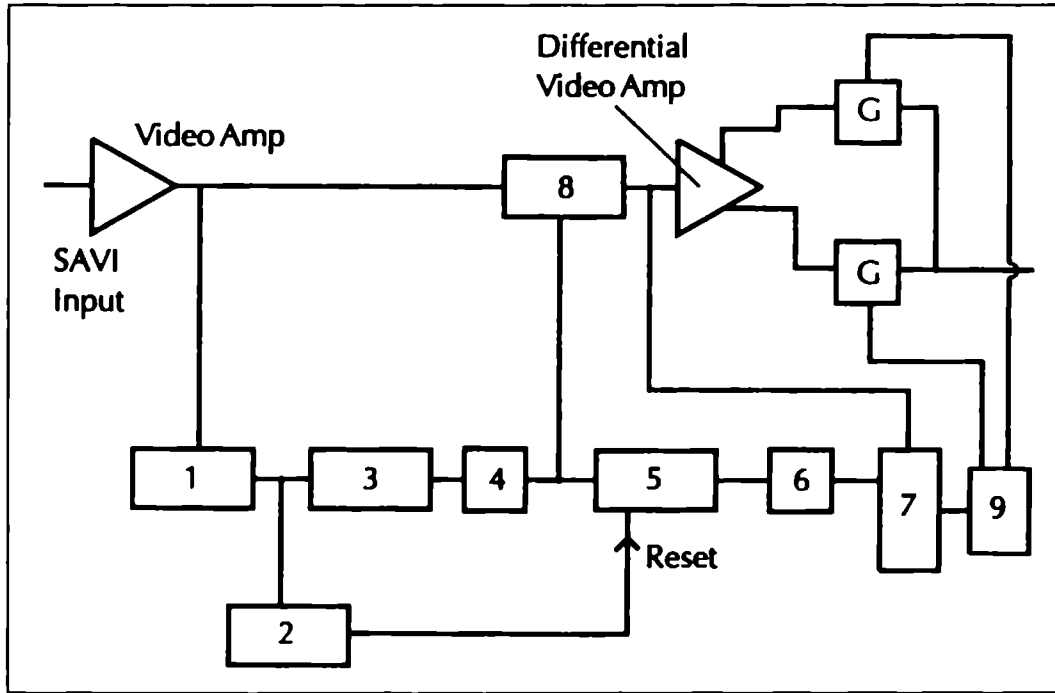 Differential
Video Amp
G
Video Amp
8
SAVI
Input
G
1
3
4
5
6
7
9
Reset
2